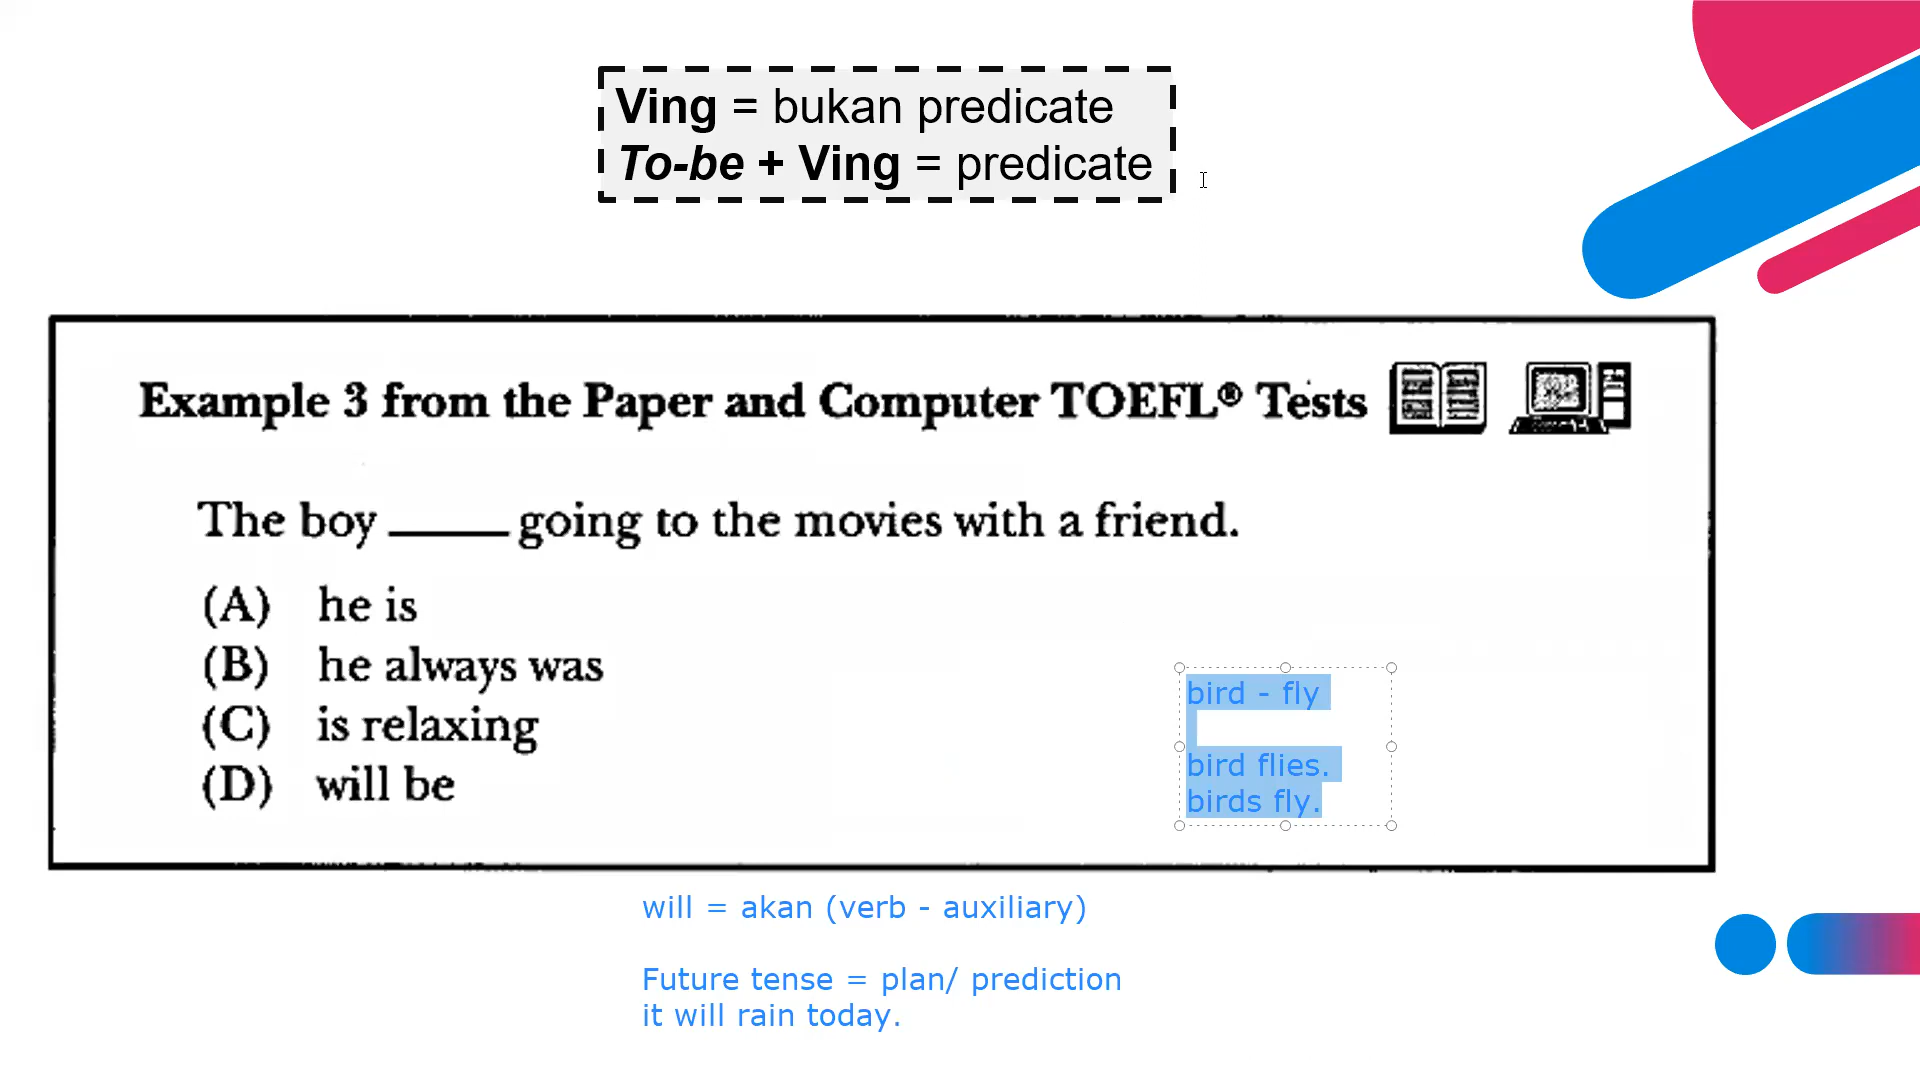 Ving = bukan predicate
To-be + Ving = predicate
Example 3 from the Paper and Computer TOEFL® Tests
The boy _____ going to the movies with a friend.
(A) he is
(B) he always was
(C) is relaxing
(D) will be
bird - fly
bird flies.
birds fly.
will = akan (verb - auxiliary)
Future tense = plan/ prediction
it will rain today.